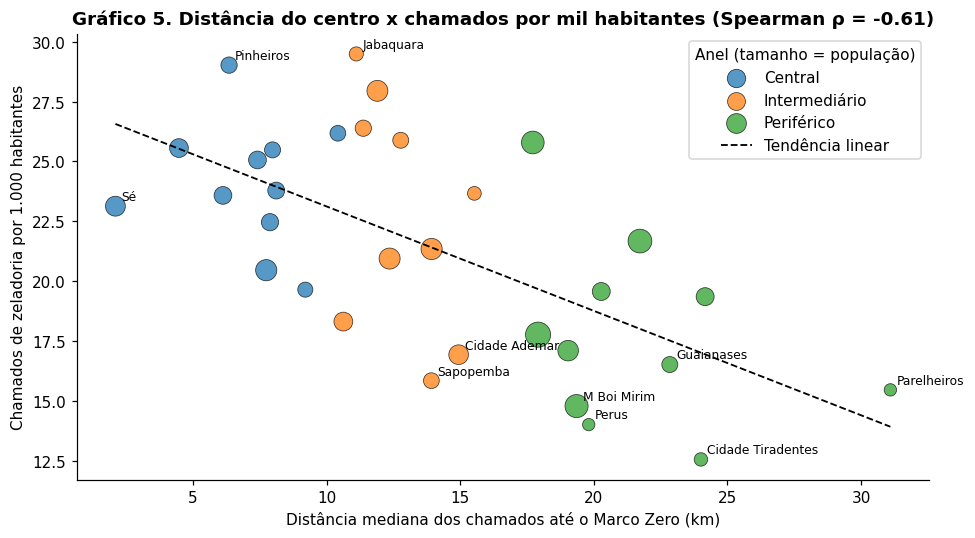 Gráfico 5. Distância do centro x chamados por mil habitantes (Spearman ρ = -0.61)
Chamados de zeladoria por 1.000 habitantes
30.0
27.5
25.0
22.5
20.0
17.5
15.0
12.5
Anel (tamanho = população)
Central
Intermediário
Periférico
Tendência linear
Jabaquara
Pinheiros
Sé
Cidade Ademar
Guaianases
Sapopemba
Parelheiros
M Boi Mirim
Perus
Cidade Tiradentes
5
10
15
20
25
30
Distância mediana dos chamados até o Marco Zero (km)